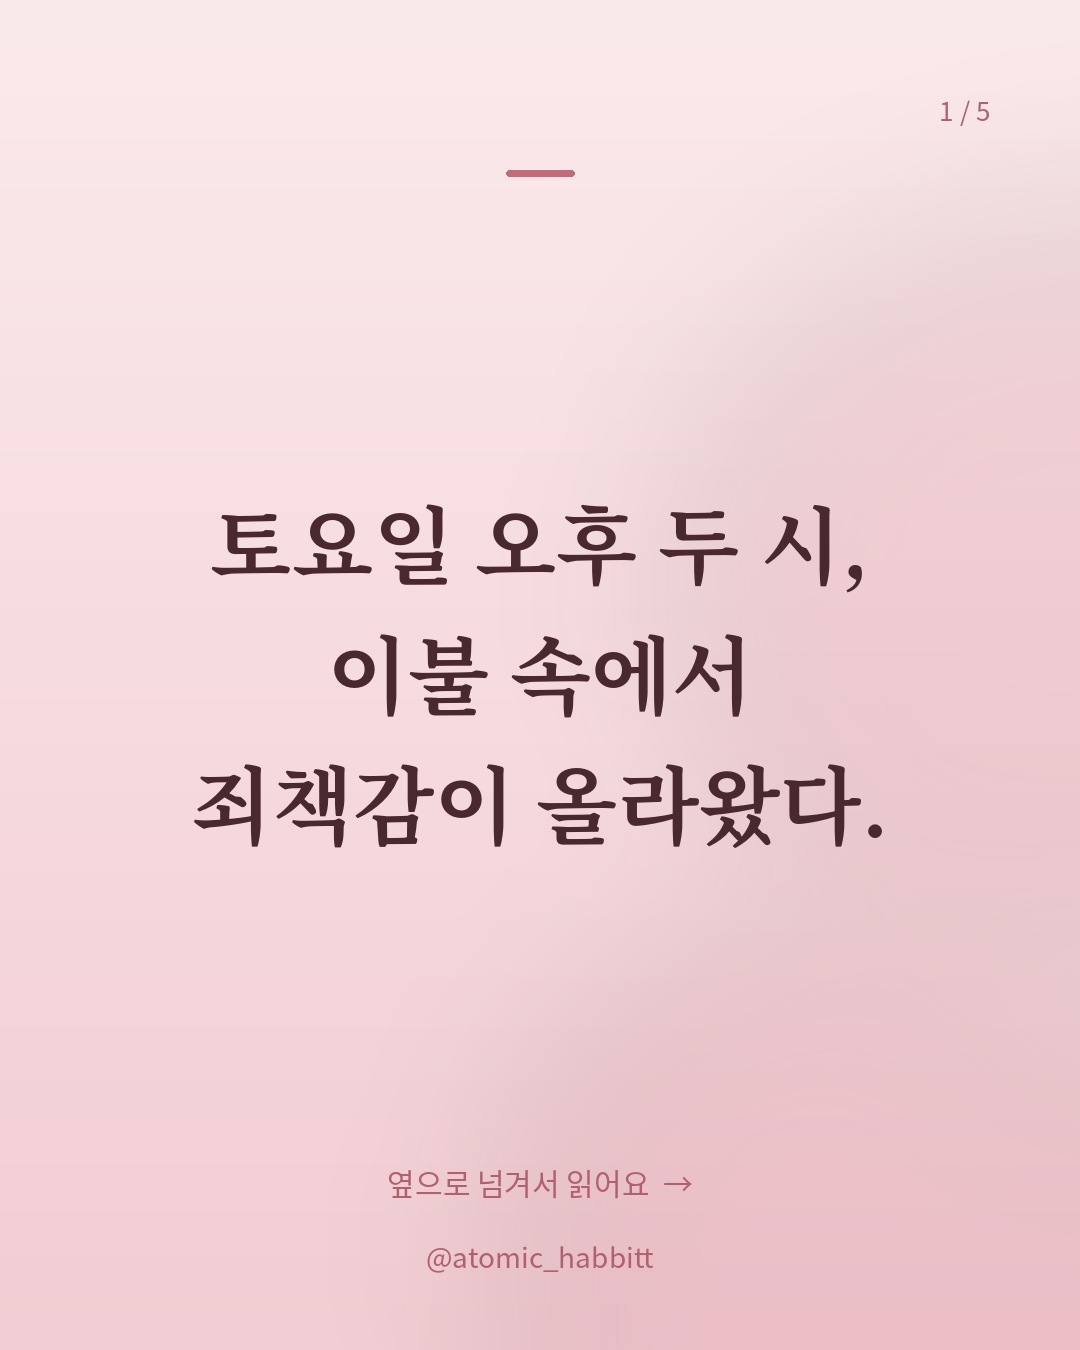 1 / 5
토요일 오후 두 시,
이불 속에서
죄책감이 올라왔다.
옆으로 넘겨서 읽어요 →
@atomic_habbitt